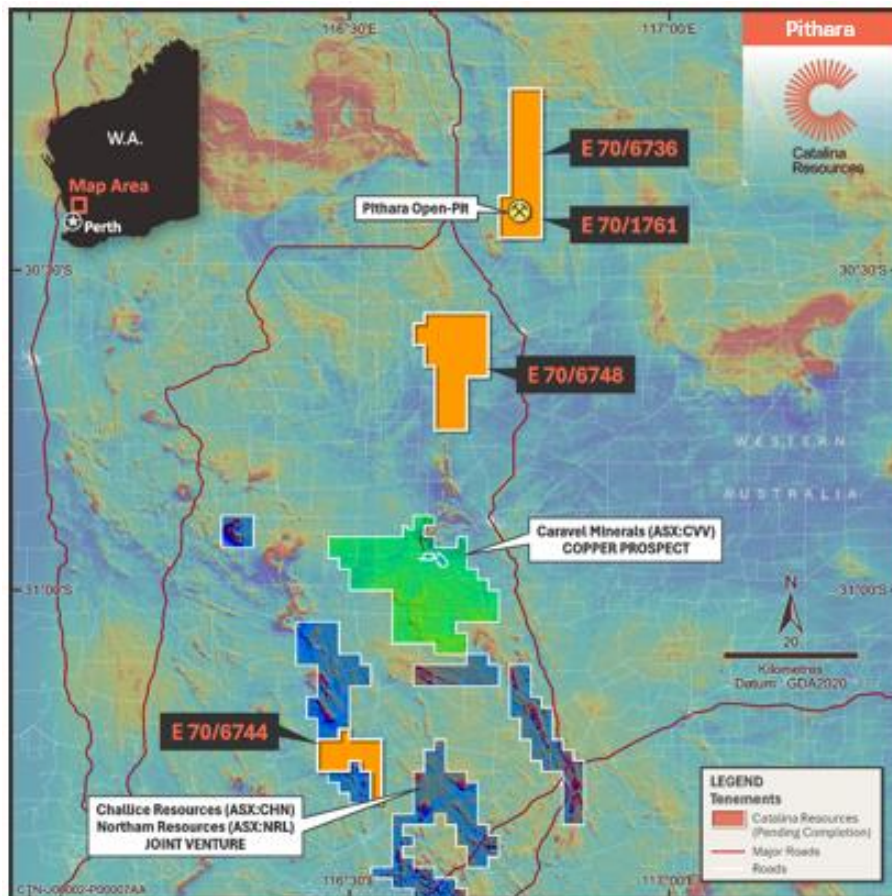 116°30'E
117°00'E
Pithara
Catalina
Resources
W.A.
Map Area
Perth
E 70/6736
Pithara Open-Pit
E 70/1761
30°30'S
30°30'S
E 70/6748
WESTERN
AUSTRALIA
Caravel Minerals (ASX:CVV)
COPPER PROSPECT
31°00'S
31°00'S
N
20
Kilometres
Datum : GDA2020
E 70/6744
Challice Resources (ASX:CHN)
Northam Resources (ASX:NRL)
JOINT VENTURE
LEGEND
Tenements
Catalina Resources
(Pending Completion)
Major Roads
Roads
116°30'E
117°00'E